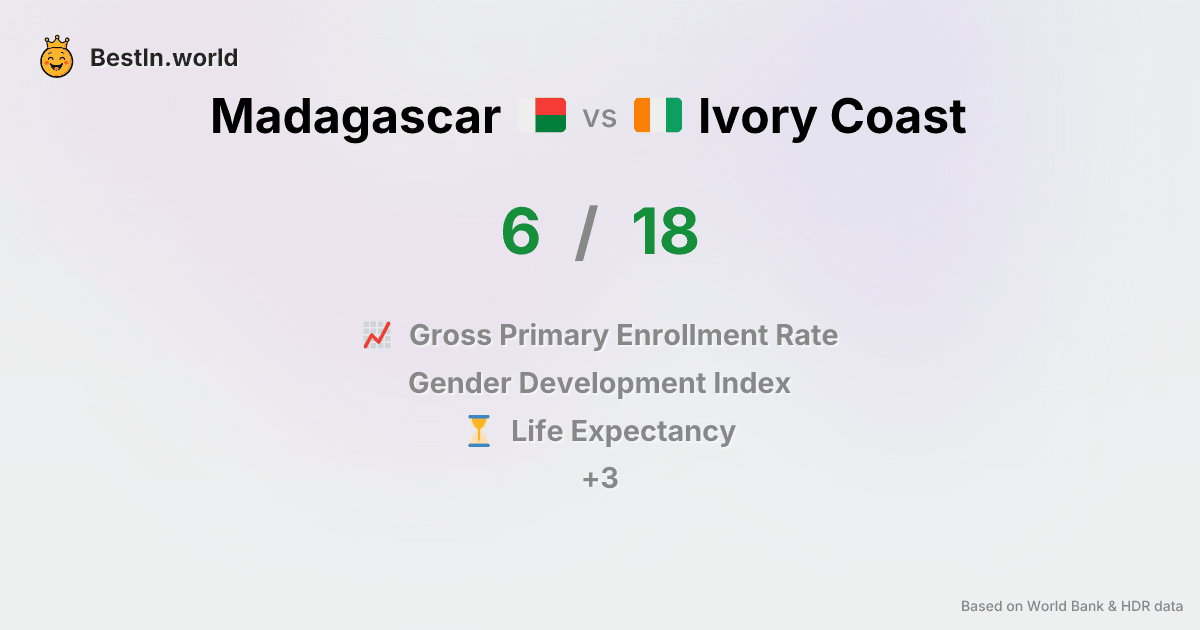 BestIn.world
Madagascar vs Ivory Coast
6 / 18
Gross Primary Enrollment Rate
Gender Development Index
Life Expectancy
+3
Based on World Bank & HDR data